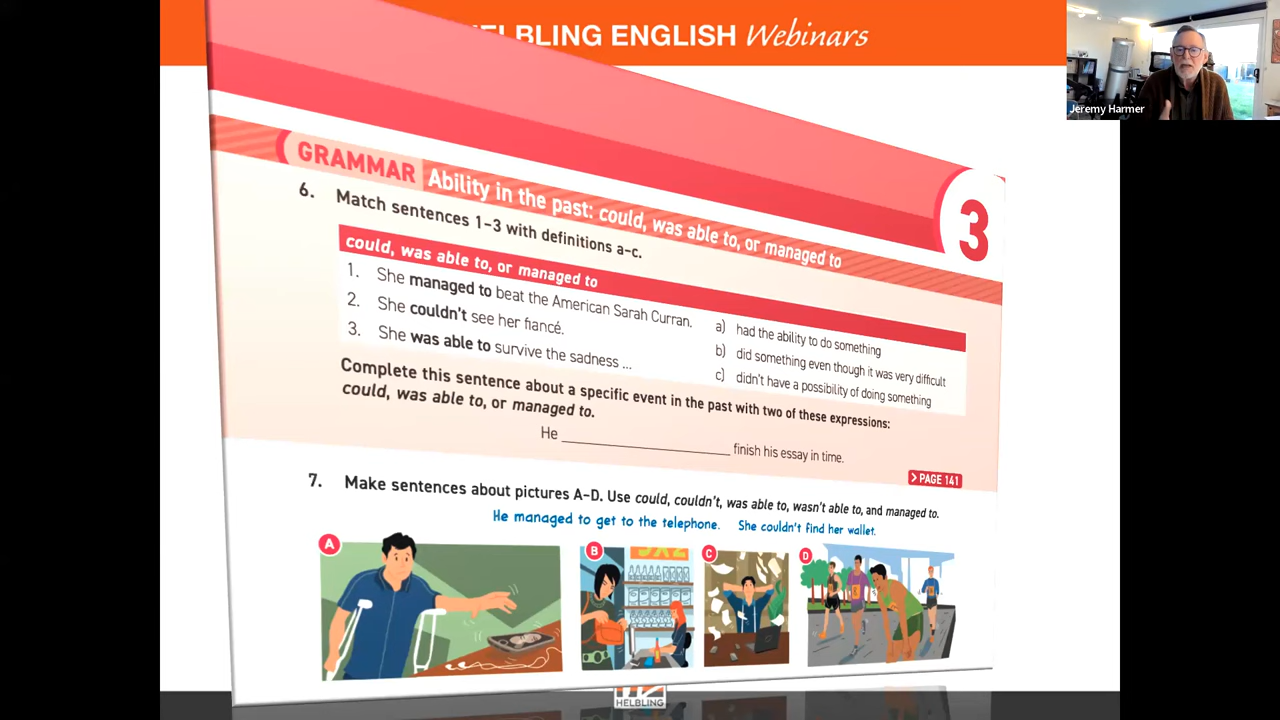 HELBLING ENGLISH Webinars
Jeremy Harmer
GRAMMAR Ability in the past: could, was able to, or managed to
3
6. Match sentences 1–3 with definitions a–c.
could, was able to, or managed to
1. She managed to beat the American Sarah Curran.
2. She couldn't see her fiancé.
3. She was able to survive the sadness ...
a) had the ability to do something
b) did something even though it was very difficult
c) didn't have a possibility of doing something
Complete this sentence about a specific event in the past with two of these expressions:
could, was able to, or managed to.
He ____________________ finish his essay in time.
> PAGE 141
7. Make sentences about pictures A–D. Use could, couldn't, was able to, wasn't able to, and managed to.
He managed to get to the telephone. She couldn't find her wallet.
A
B
C
D
HELBLING